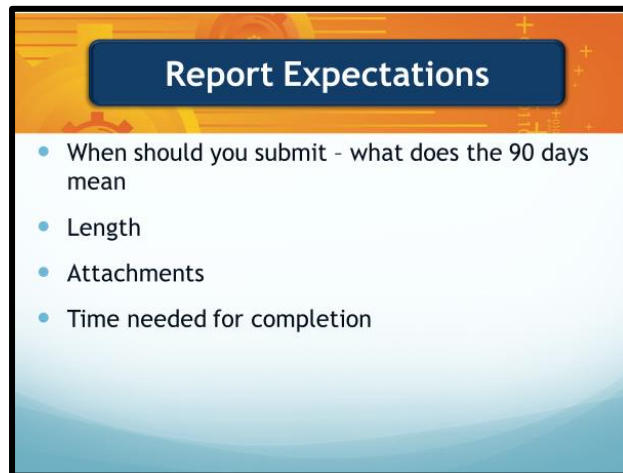 Report Expectations
• When should you submit – what does the 90 days
mean
• Length
• Attachments
• Time needed for completion